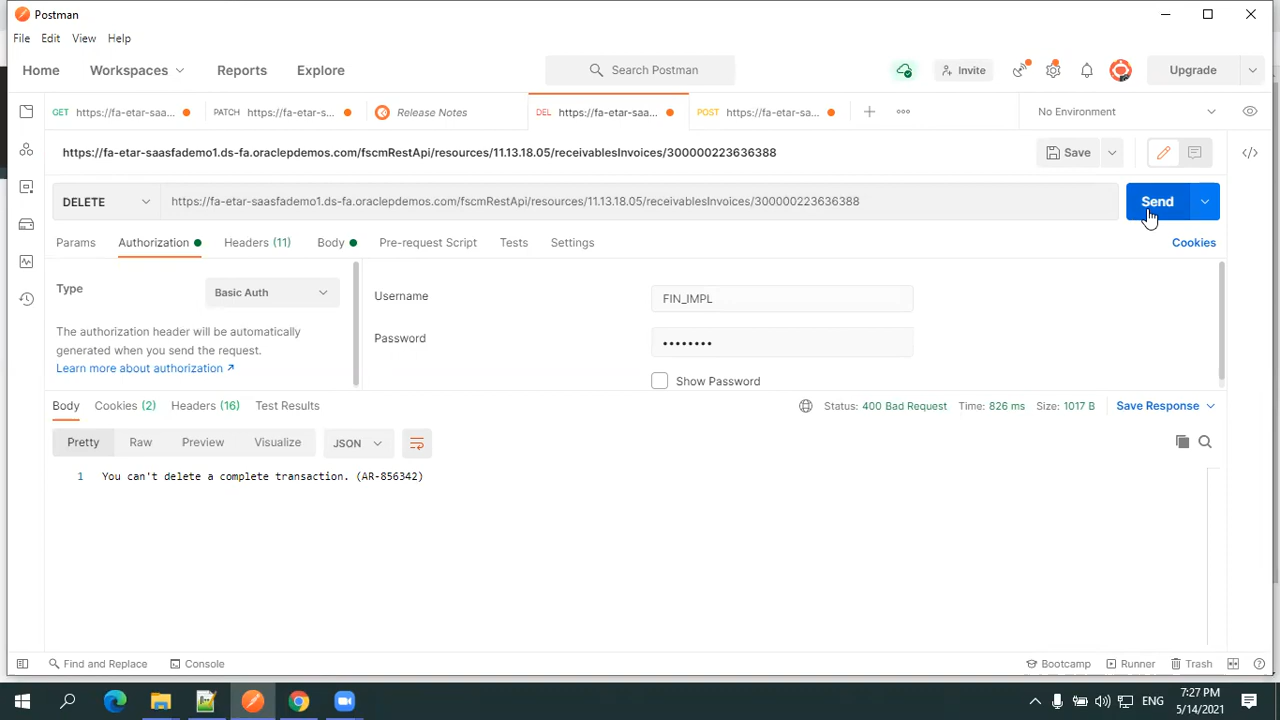 Postman
File Edit View Help
Home Workspaces Reports Explore Search Postman Invite Upgrade
GET https://fa-etar-saa... PATCH https://fa-etar-s... Release Notes DEL https://fa-etar-saa... POST https://fa-etar-saa... No Environment
https://fa-etar-saasfademo1.ds-fa.oraclepdemos.com/fscmRestApi/resources/11.13.18.05/receivablesInvoices/300000223636388 Save
DELETE https://fa-etar-saasfademo1.ds-fa.oraclepdemos.com/fscmRestApi/resources/11.13.18.05/receivablesInvoices/300000223636388 Send
Params Authorization Headers (11) Body Pre-request Script Tests Settings Cookies
Type Basic Auth
The authorization header will be automatically
generated when you send the request.
Learn more about authorization ↗
Username FIN_IMPL
Password ••••••••
Show Password
Body Cookies (2) Headers (16) Test Results Status: 400 Bad Request Time: 826 ms Size: 1017 B Save Response
Pretty Raw Preview Visualize JSON
1 You can't delete a complete transaction. (AR-856342)
Find and Replace Console Bootcamp Runner Trash
ENG
7:27 PM
5/14/2021